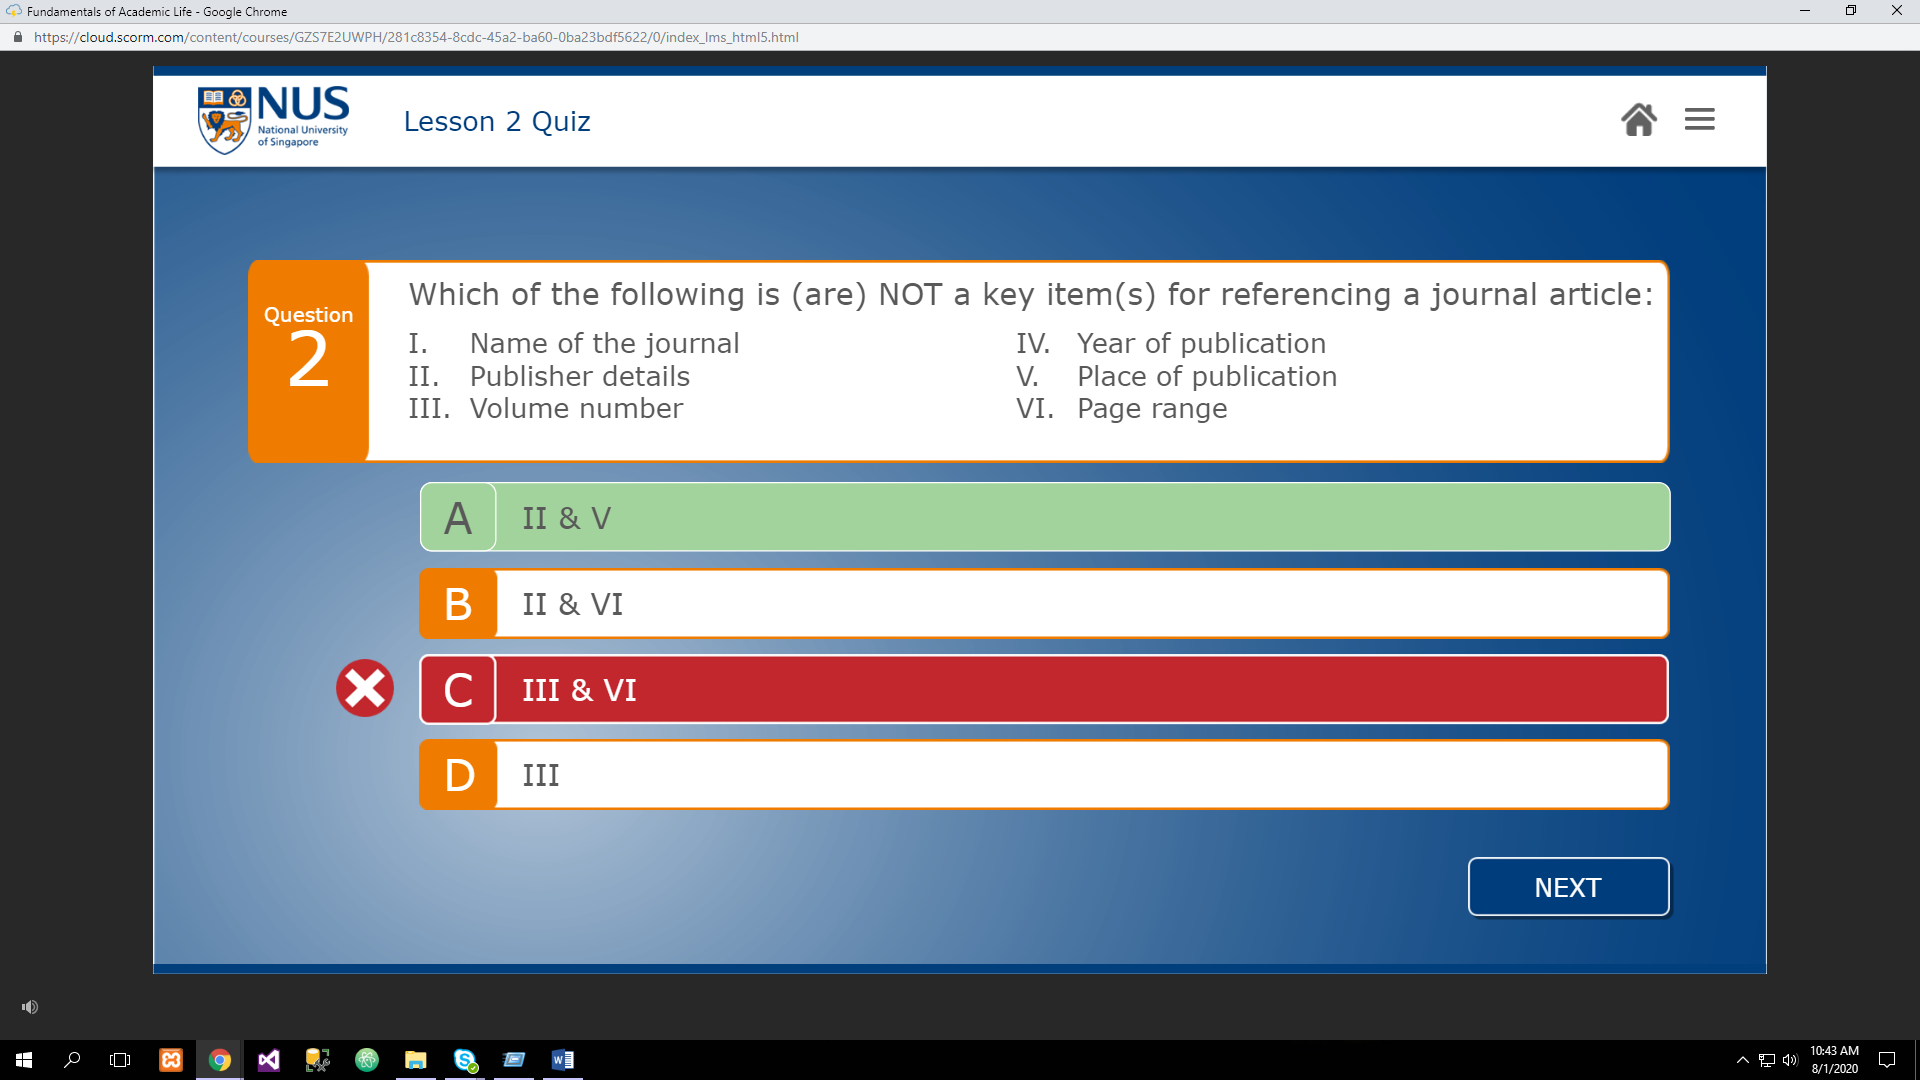 Fundamentals of Academic Life - Google Chrome
https://cloud.scorm.com/content/courses/GZS7E2UWPH/281c8354-8cdc-45a2-ba60-0ba23bdf5622/0/index_lms_html5.html
NUS
National University
of Singapore
Lesson 2 Quiz
Question
2
Which of the following is (are) NOT a key item(s) for referencing a journal article:
I. Name of the journal
II. Publisher details
III. Volume number
IV. Year of publication
V. Place of publication
VI. Page range
A II & V
B II & VI
C III & VI
D III
NEXT
10:43 AM
8/1/2020